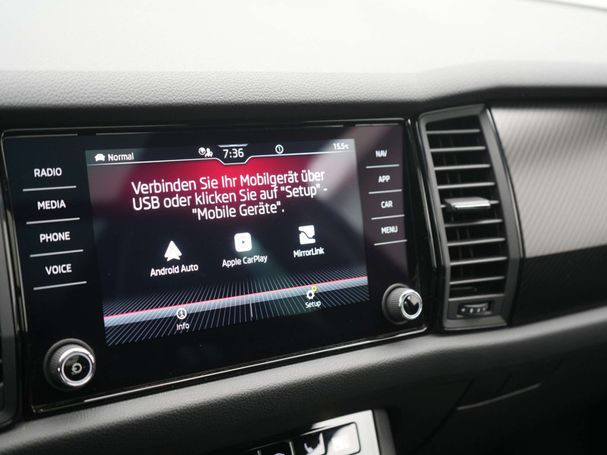 RADIO
MEDIA
PHONE
VOICE
Normal
7:36
15.5°C
Verbinden Sie Ihr Mobilgerät über
USB oder klicken Sie auf "Setup" -
"Mobile Geräte".
Android Auto
Apple CarPlay
MirrorLink
Info
Setup
NAV
APP
CAR
MENU